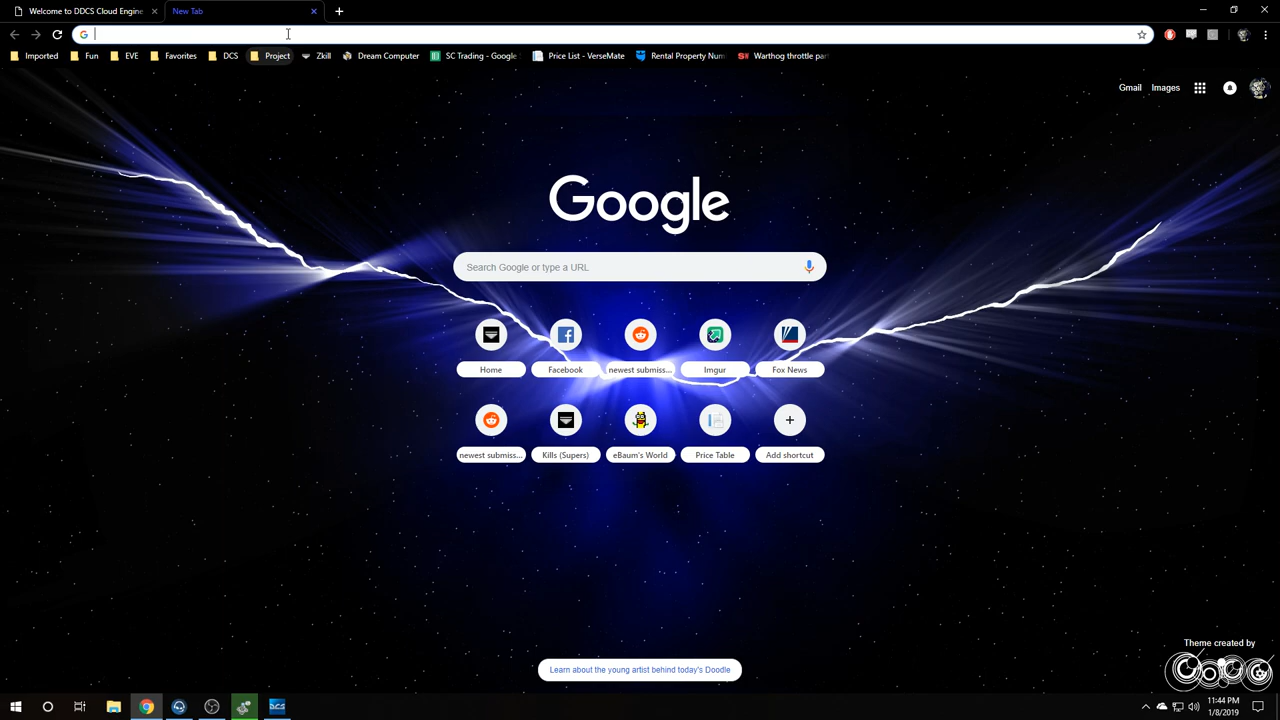 Welcome to DDCS Cloud Engine
New Tab
Imported
Fun
EVE
Favorites
DCS
Project
Zkill
Dream Computer
SC Trading - Google
Price List - VerseMate
Rental Property Num
Warthog throttle par
Gmail
Images
Google
Search Google or type a URL
Home
Facebook
newest submiss...
Imgur
Fox News
newest submiss...
Kills (Supers)
eBaum's World
Price Table
Add shortcut
Learn about the young artist behind today's Doodle
Theme created by
DCS
11:44 PM
1/8/2019